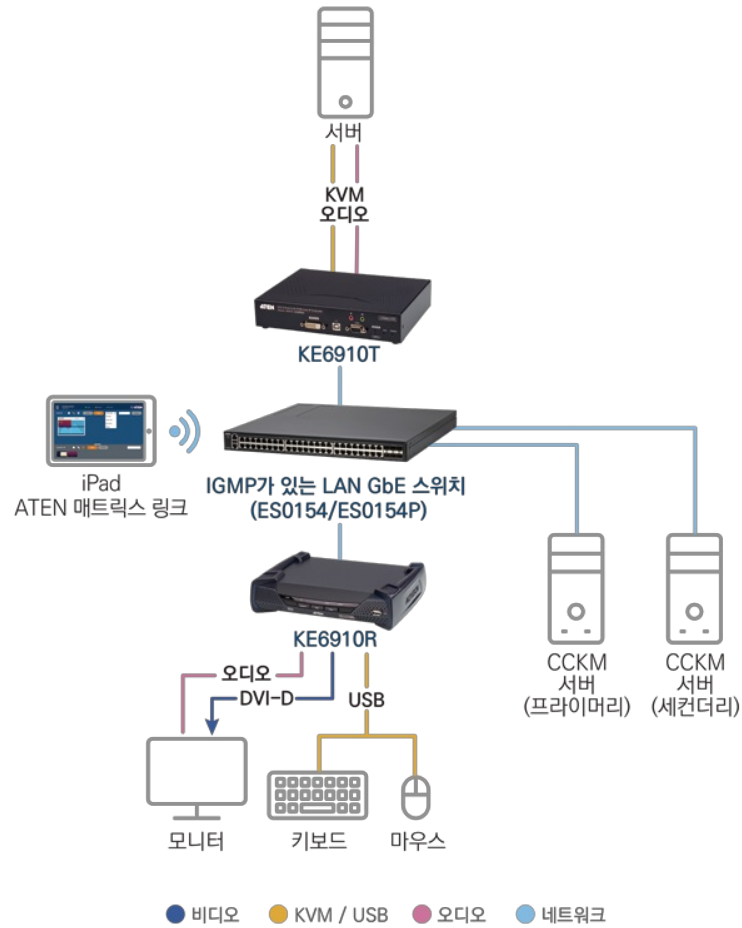 서버
KVM
오디오
ATEN
KE6910T
iPad
ATEN 매트릭스 링크
IGMP가 있는 LAN GbE 스위치
(ES0154/ES0154P)
KE6910R
오디오
DVI-D
USB
CCKM
서버
(프라이머리)
CCKM
서버
(세컨더리)
모니터
키보드
마우스
비디오
KVM / USB
오디오
네트워크